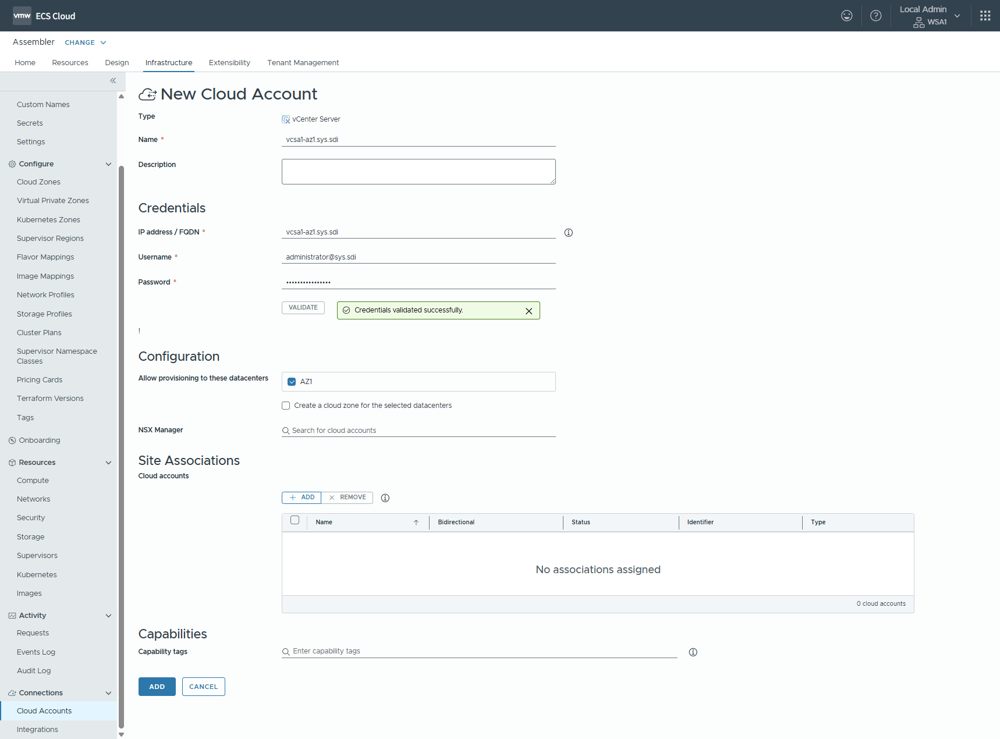 vmw ECS Cloud
Local Admin
WSA1
Assembler CHANGE
Home Resources Design Infrastructure Extensibility Tenant Management
Custom Names
Secrets
Settings
Configure
Cloud Zones
Virtual Private Zones
Kubernetes Zones
Supervisor Regions
Flavor Mappings
Image Mappings
Network Profiles
Storage Profiles
Cluster Plans
Supervisor Namespace
Classes
Pricing Cards
Terraform Versions
Tags
Onboarding
Resources
Compute
Networks
Security
Storage
Supervisors
Kubernetes
Images
Activity
Requests
Events Log
Audit Log
Connections
Cloud Accounts
Integrations
New Cloud Account
Type vCenter Server
Name * vcsa1-az1.sys.sdi
Description
Credentials
IP address / FQDN * vcsa1-az1.sys.sdi
Username * administrator@sys.sdi
Password * ••••••••••••••••
VALIDATE Credentials validated successfully.
!
Configuration
Allow provisioning to these datacenters AZ1
Create a cloud zone for the selected datacenters
NSX Manager Search for cloud accounts
Site Associations
Cloud accounts
ADD REMOVE
Name Bidirectional Status Identifier Type
No associations assigned
0 cloud accounts
Capabilities
Capability tags Enter capability tags
ADD CANCEL